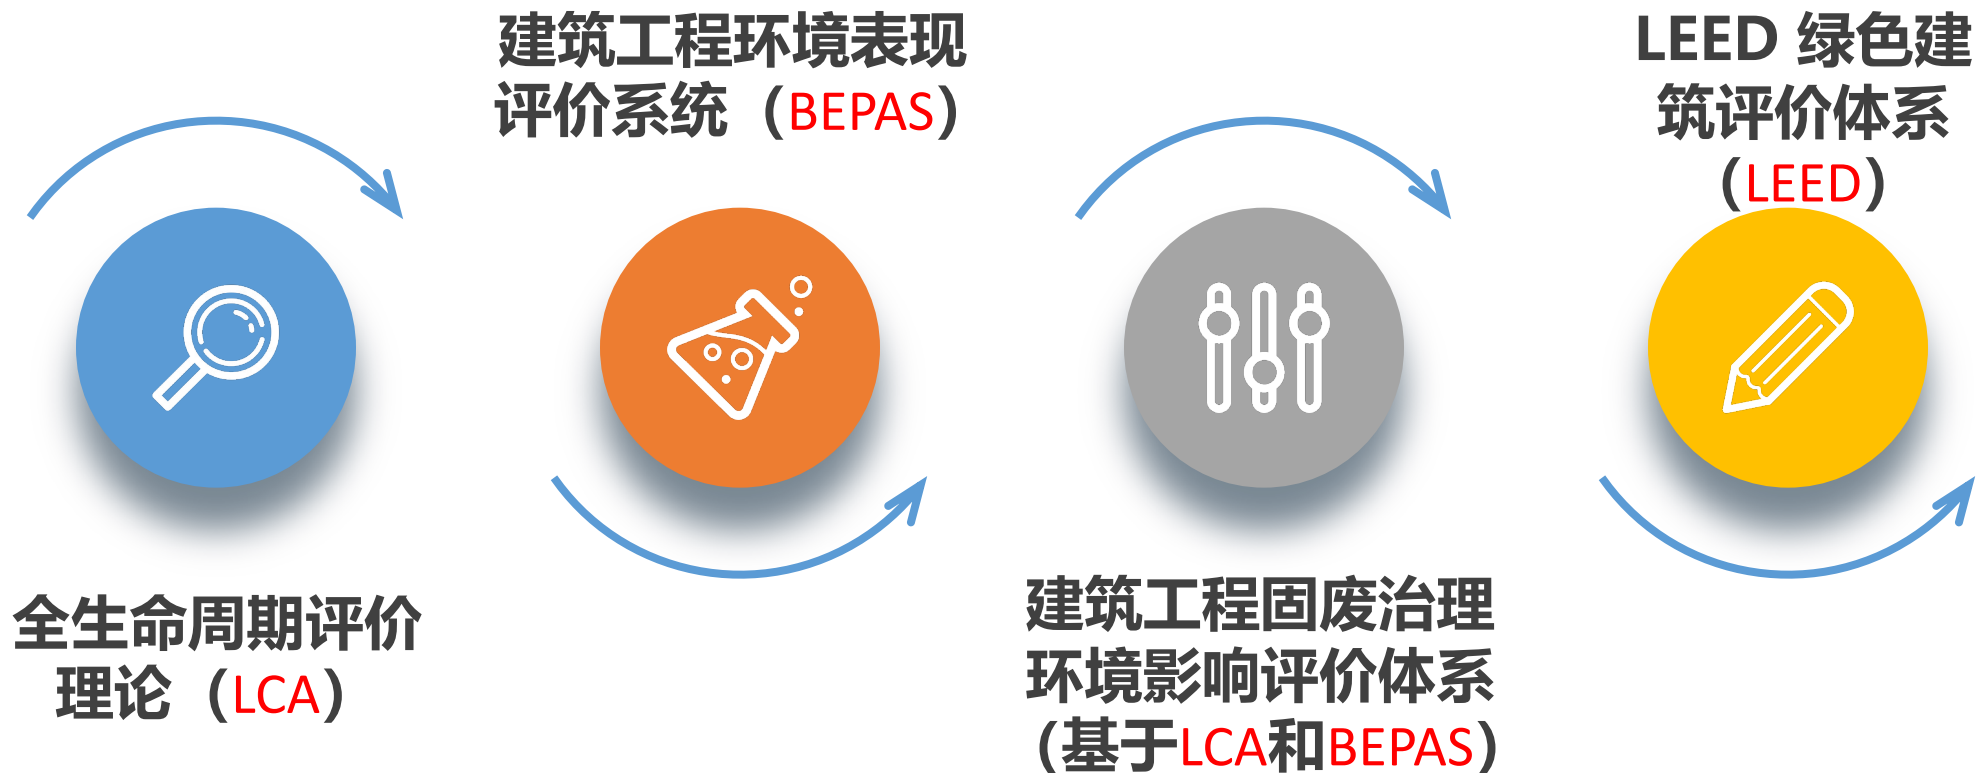 全生命周期评价
理论（LCA）
建筑工程环境表现
评价系统（BEPAS）
建筑工程固废治理
环境影响评价体系
（基于LCA和BEPAS）
LEED 绿色建
筑评价体系
（LEED）